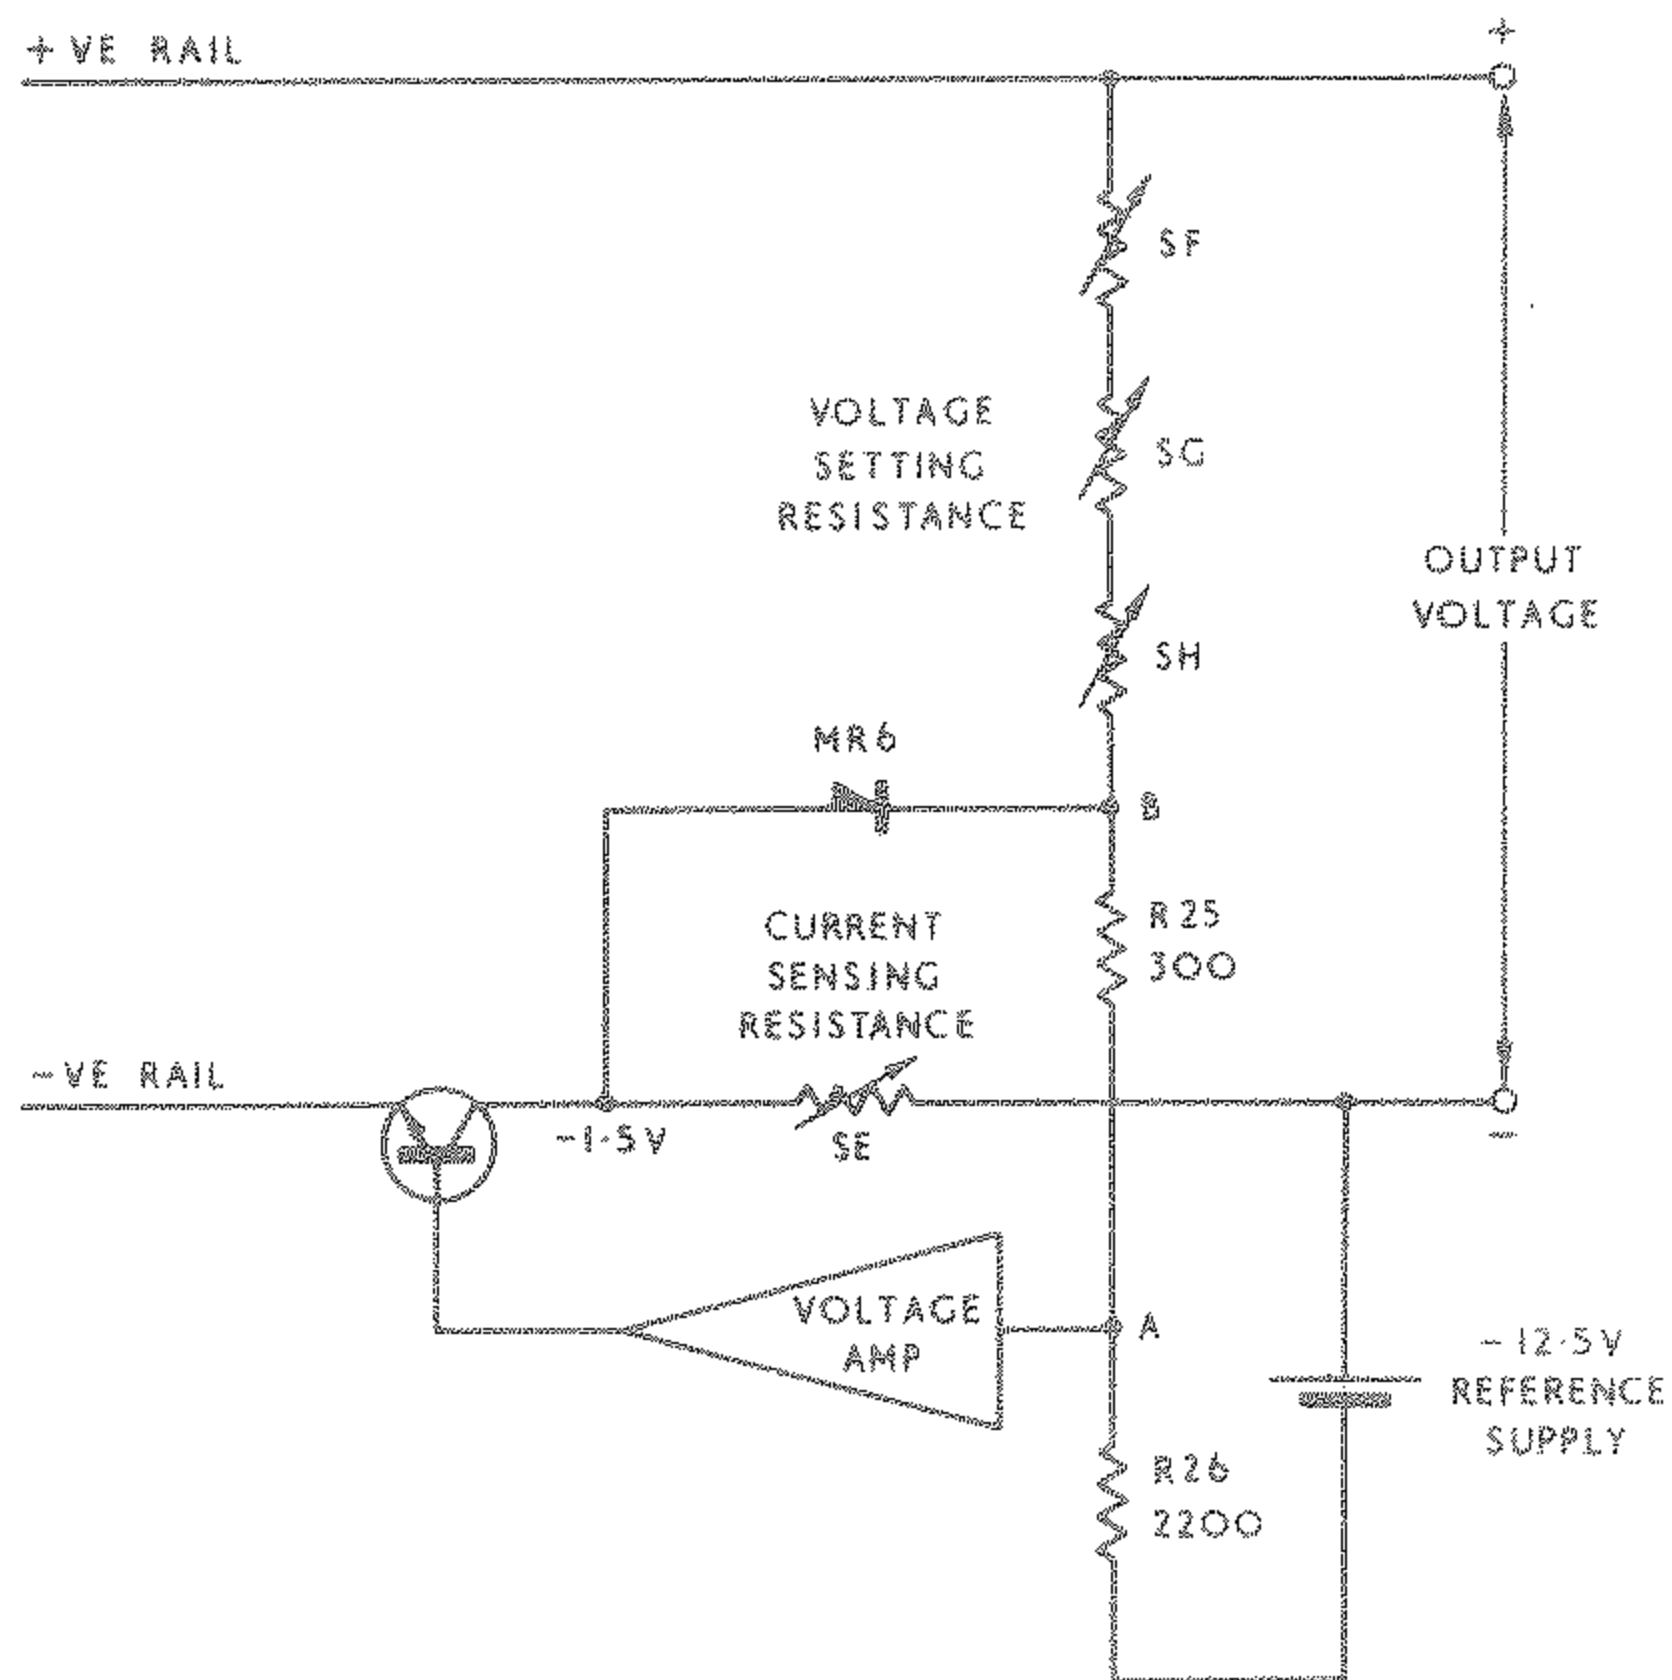 +VE RAIL
+
SF
VOLTAGE
SETTING
RESISTANCE
SG
OUTPUT
VOLTAGE
SH
MR6
B
R25
300
CURRENT
SENSING
RESISTANCE
-VE RAIL
-1·5V
SE
-
VOLTAGE
AMP
A
-12·5V
REFERENCE
SUPPLY
R26
2200